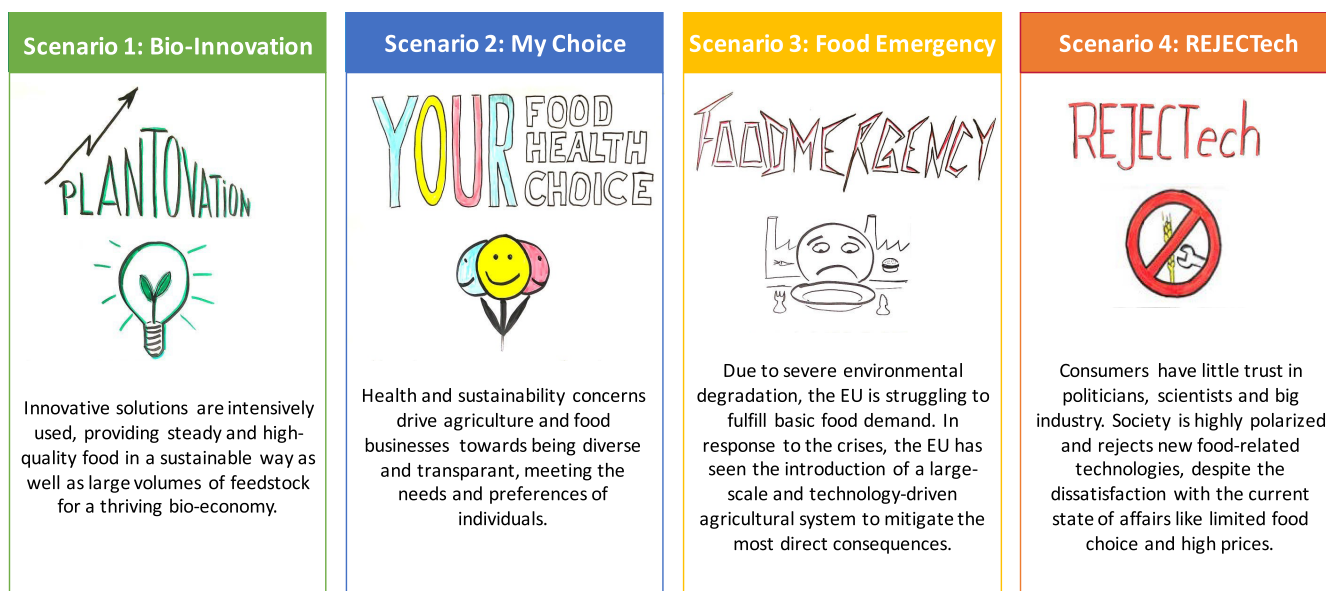 Scenario 1: Bio-Innovation
PLANTOVATiON
Innovative solutions are intensively
used, providing steady and high-
quality food in a sustainable way as
well as large volumes of feedstock
for a thriving bio-economy.
Scenario 2: My Choice
YOUR FOOD
HEALTH
CHOICE
Health and sustainability concerns
drive agriculture and food
businesses towards being diverse
and transparant, meeting the
needs and preferences of
individuals.
Scenario 3: Food Emergency
FOODMERGENCY
Due to severe environmental
degradation, the EU is struggling to
fulfill basic food demand. In
response to the crises, the EU has
seen the introduction of a large-
scale and technology-driven
agricultural system to mitigate the
most direct consequences.
Scenario 4: REJECTech
REJECTech
Consumers have little trust in
politicians, scientists and big
industry. Society is highly polarized
and rejects new food-related
technologies, despite the
dissatisfaction with the current
state of affairs like limited food
choice and high prices.